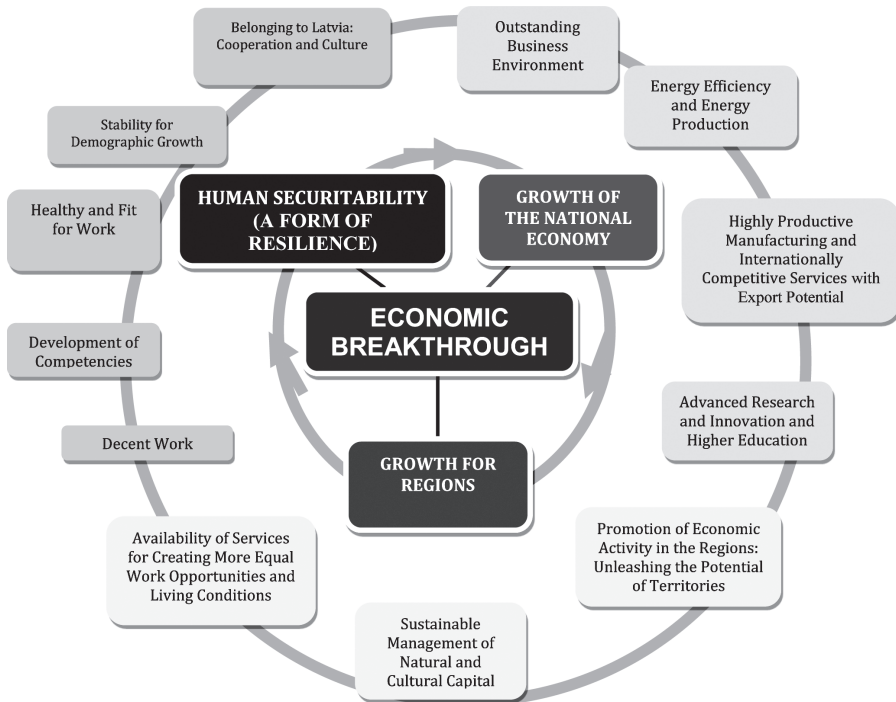 Belonging to Latvia:
Cooperation and Culture
Outstanding
Business
Environment
Energy Efficiency
and Energy
Production
Stability for
Demographic Growth
HUMAN SECURITABILITY
(A FORM OF
RESILIENCE)
GROWTH OF
THE NATIONAL
ECONOMY
Healthy and Fit
for Work
Highly Productive
Manufacturing and
Internationally
Competitive Services with
Export Potential
ECONOMIC
BREAKTHROUGH
Development of
Competencies
Advanced Research
and Innovation and
Higher Education
Decent Work
GROWTH FOR
REGIONS
Availability of Services
for Creating More Equal
Work Opportunities and
Living Conditions
Promotion of Economic
Activity in the Regions:
Unleashing the Potential
of Territories
Sustainable
Management of
Natural and
Cultural Capital